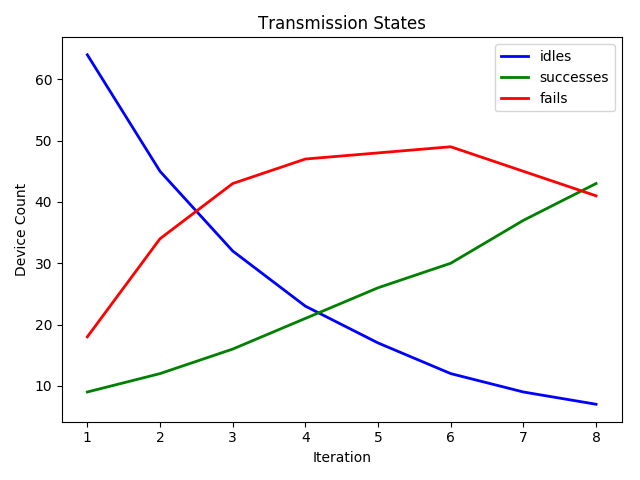 Transmission States
idles
successes
fails
Device Count
60
50
40
30
20
10
1 2 3 4 5 6 7 8
Iteration